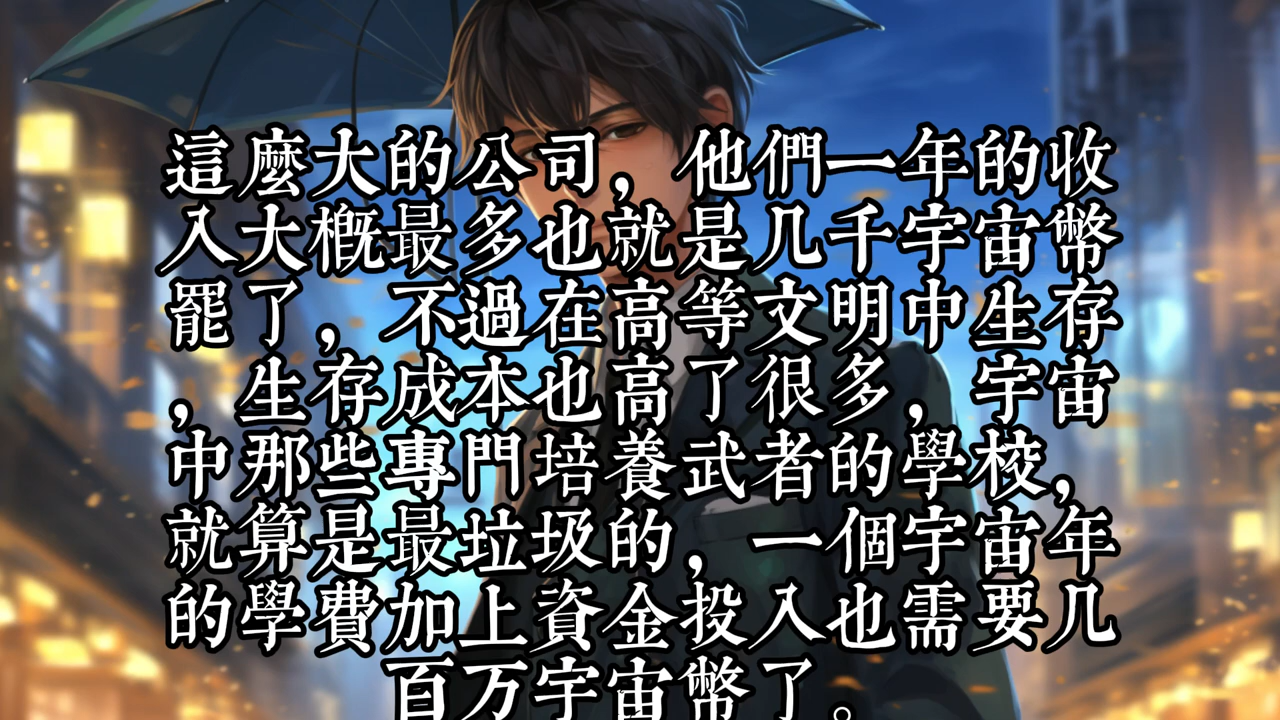 這麼大的公司，他們一年的收
入大概最多也就是几千宇宙幣
罷了，不過在高等文明中生存
，生存成本也高了很多，宇宙
中那些專門培養武者的學校，
就算是最垃圾的，一個宇宙年
的學費加上資金投入也需要几
百万宇宙幣了。